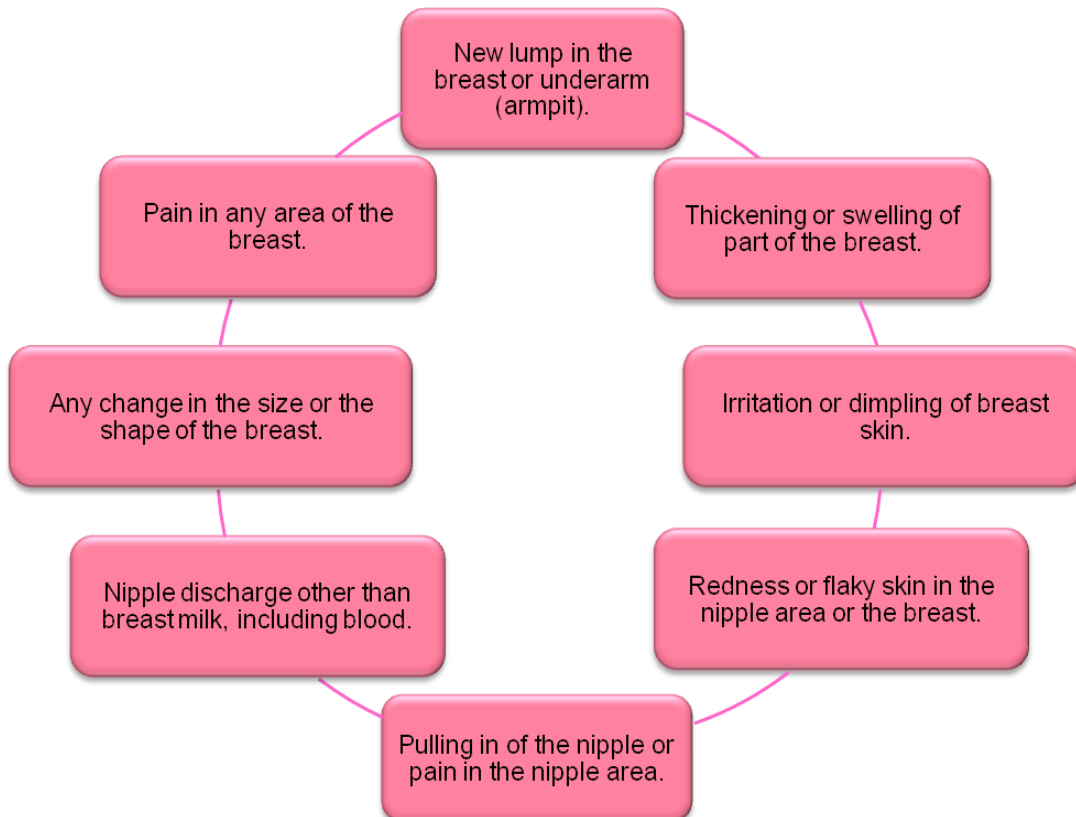 New lump in the
breast or underarm
(armpit).
Thickening or swelling of
part of the breast.
Irritation or dimpling of breast
skin.
Redness or flaky skin in the
nipple area or the breast.
Pulling in of the nipple or
pain in the nipple area.
Nipple discharge other than
breast milk, including blood.
Any change in the size or the
shape of the breast.
Pain in any area of the
breast.